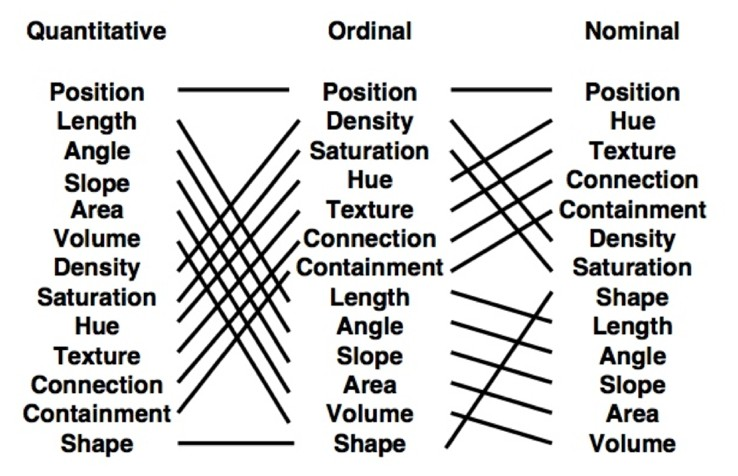 Quantitative Ordinal Nominal
Position Position Position
Length Density Hue
Angle Saturation Texture
Slope Hue Connection
Area Texture Containment
Volume Connection Density
Density Containment Saturation
Saturation Length Shape
Hue Angle Length
Texture Slope Angle
Connection Area Slope
Containment Volume Area
Shape Shape Volume